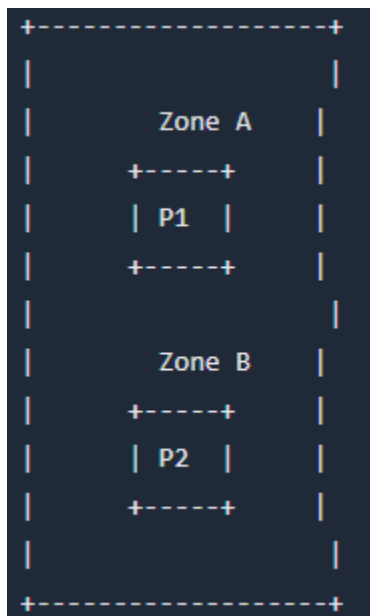 +-------------------+
|                    |
|        Zone A    |
|      +-----+     |
|      | P1  |     |
|      +-----+     |
|                    |
|        Zone B    |
|      +-----+     |
|      | P2  |     |
|      +-----+     |
|                    |
+-------------------+